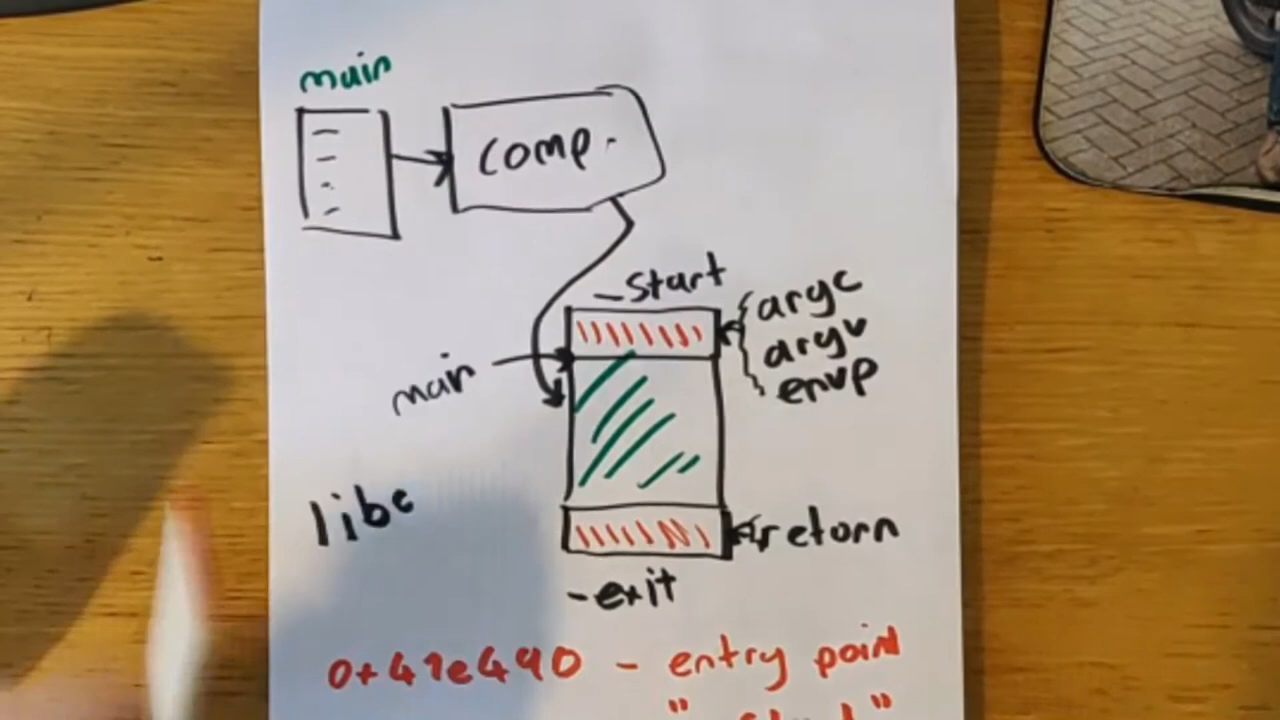 main
comp.
_start
argc
argv
envp
main
libc
return
_exit
0x41e490 - entry point
"
"